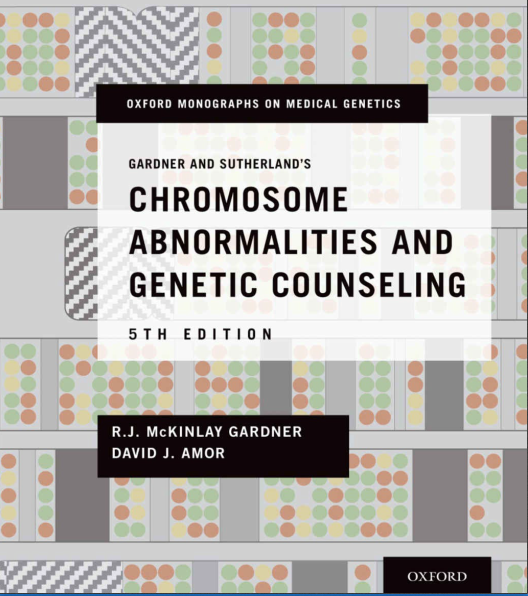 OXFORD MONOGRAPHS ON MEDICAL GENETICS
GARDNER AND SUTHERLAND'S
CHROMOSOME
ABNORMALITIES AND
GENETIC COUNSELING
5TH EDITION
R.J. McKINLAY GARDNER
DAVID J. AMOR
OXFORD